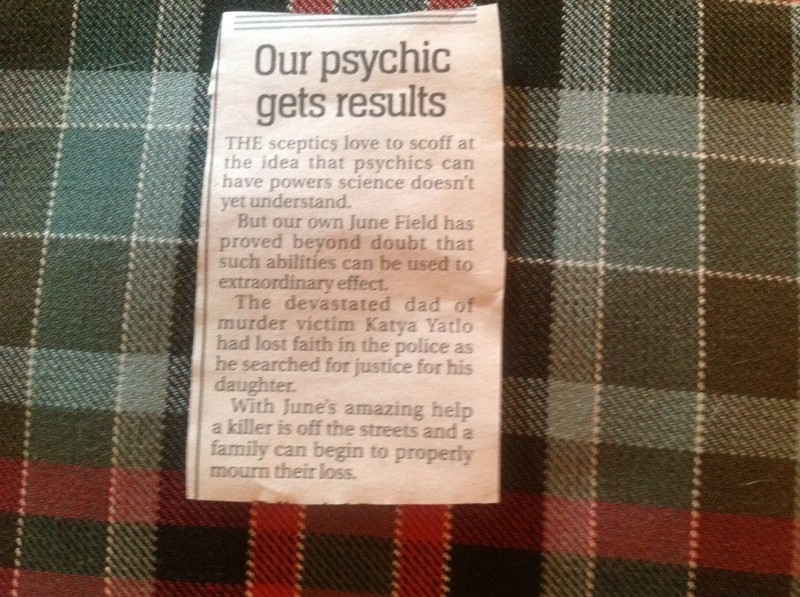 Our psychic
gets results
THE sceptics love to scoff at
the idea that psychics can
have powers science doesn't
yet understand.
But our own June Field has
proved beyond doubt that
such abilities can be used to
extraordinary effect.
The devastated dad of
murder victim Katya Yatlo
had lost faith in the police as
he searched for justice for his
daughter.
With June's amazing help
a killer is off the streets and a
family can begin to properly
mourn their loss.